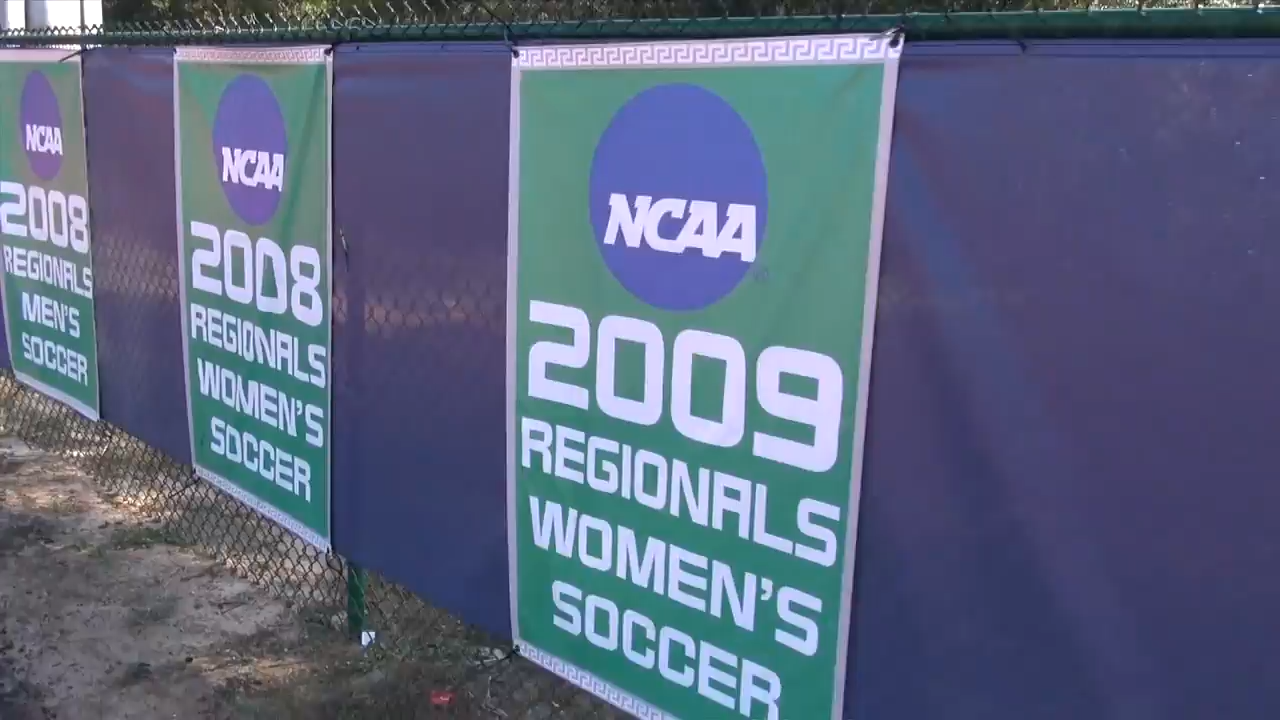 NCAA
2008
REGIONALS
MEN'S
SOCCER
NCAA
2008
REGIONALS
WOMEN'S
SOCCER
NCAA
2009
REGIONALS
WOMEN'S
SOCCER